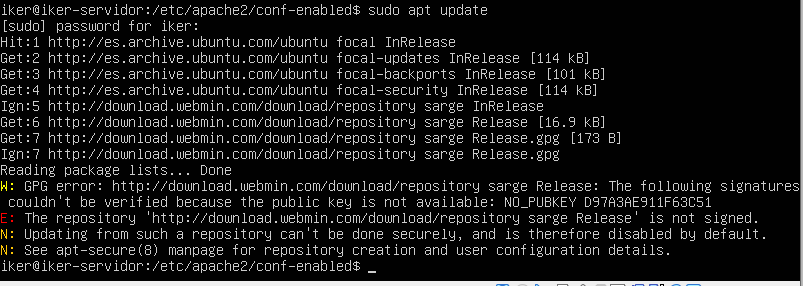 iker@iker-servidor:/etc/apache2/conf-enabled$ sudo apt update
[sudo] password for iker:
Hit:1 http://es.archive.ubuntu.com/ubuntu focal InRelease
Get:2 http://es.archive.ubuntu.com/ubuntu focal-updates InRelease [114 kB]
Get:3 http://es.archive.ubuntu.com/ubuntu focal-backports InRelease [101 kB]
Get:4 http://es.archive.ubuntu.com/ubuntu focal-security InRelease [114 kB]
Ign:5 http://download.webmin.com/download/repository sarge InRelease
Get:6 http://download.webmin.com/download/repository sarge Release [16.9 kB]
Get:7 http://download.webmin.com/download/repository sarge Release.gpg [173 B]
Ign:7 http://download.webmin.com/download/repository sarge Release.gpg
Reading package lists... Done
W: GPG error: http://download.webmin.com/download/repository sarge Release: The following signatures
couldn't be verified because the public key is not available: NO_PUBKEY D97A3AE911F63C51
E: The repository 'http://download.webmin.com/download/repository sarge Release' is not signed.
N: Updating from such a repository can't be done securely, and is therefore disabled by default.
N: See apt-secure(8) manpage for repository creation and user configuration details.
iker@iker-servidor:/etc/apache2/conf-enabled$ _